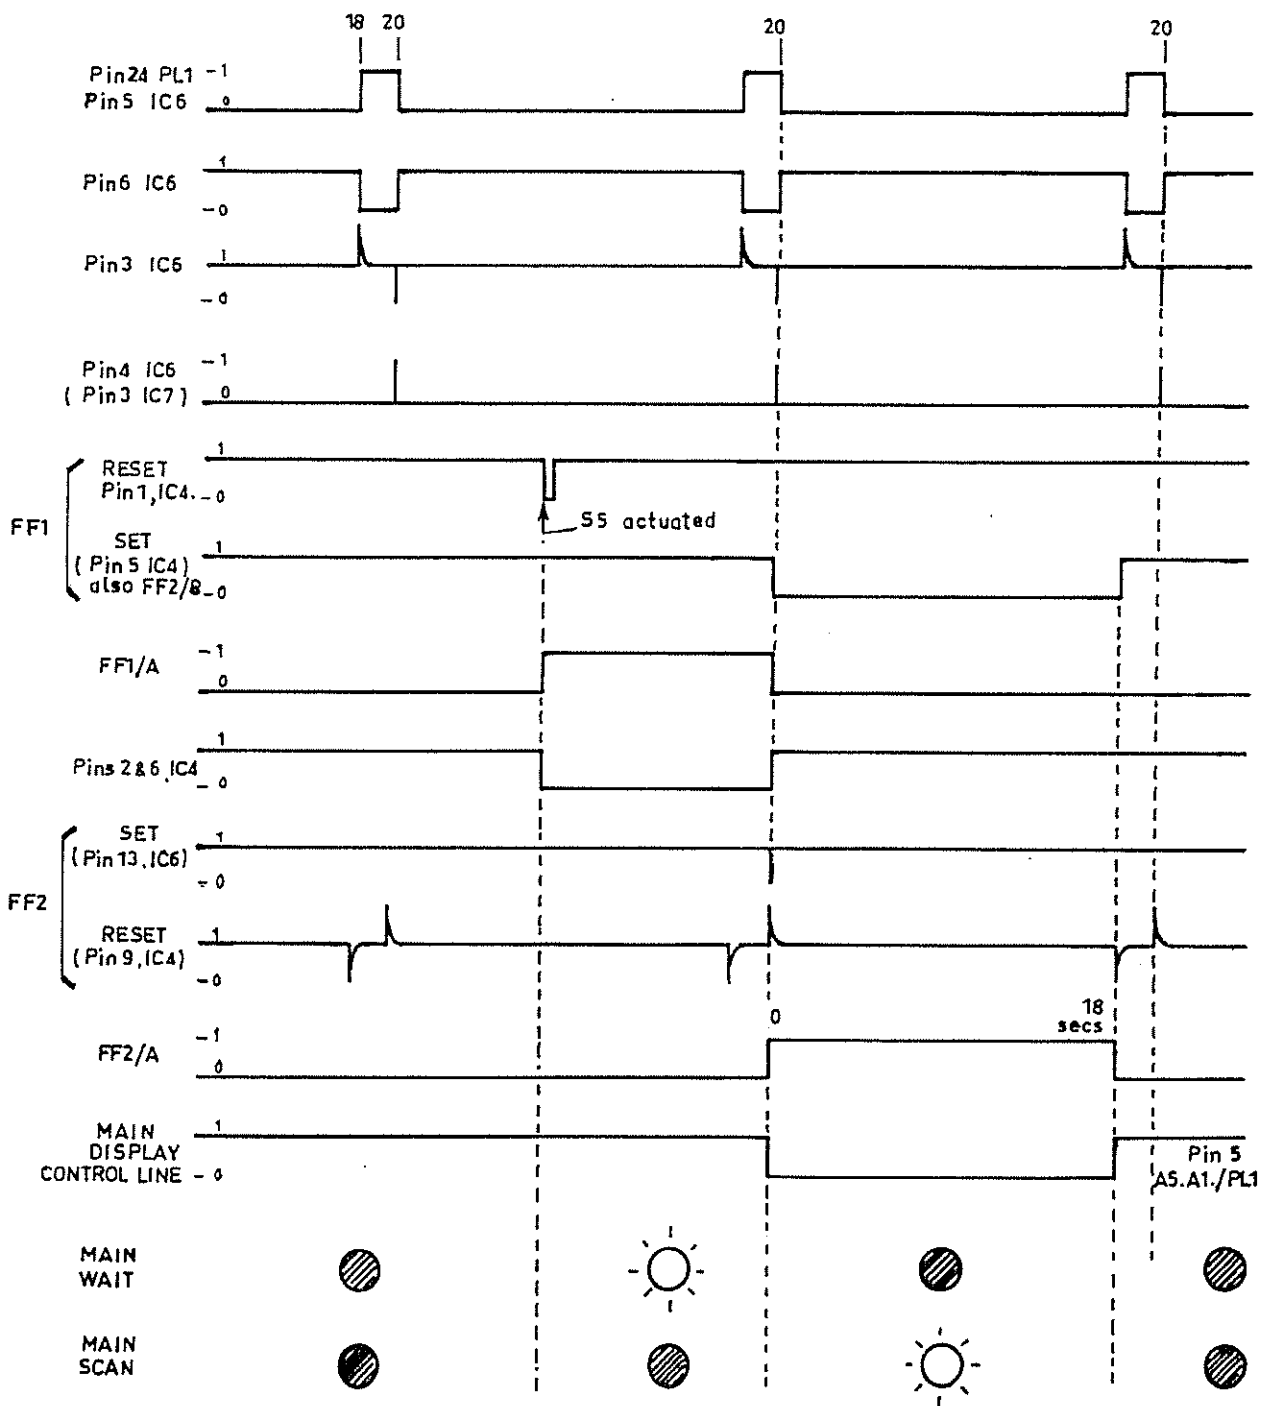 18 20 20 20
Pin24 PL1 -1
Pin5 IC6 0
1
Pin6 IC6
-0
Pin3 IC6 1
-0
Pin4 IC6 -1
( Pin3 IC7) 0
1
RESET
Pin1, IC4. -0
FF1
S5 actuated
SET 1
( Pin 5 IC4)
also FF2/B -0
-1
FF1/A
0
1
Pins 2 & 6, IC4
-0
SET 1
(Pin 13, IC6)
-0
FF2
RESET 1
(Pin 9, IC4)
-0
0 18
secs
-1
FF2/A 0
MAIN 1
DISPLAY
CONTROL LINE -0
Pin 5
A5.A1./PL1
MAIN
WAIT
MAIN
SCAN